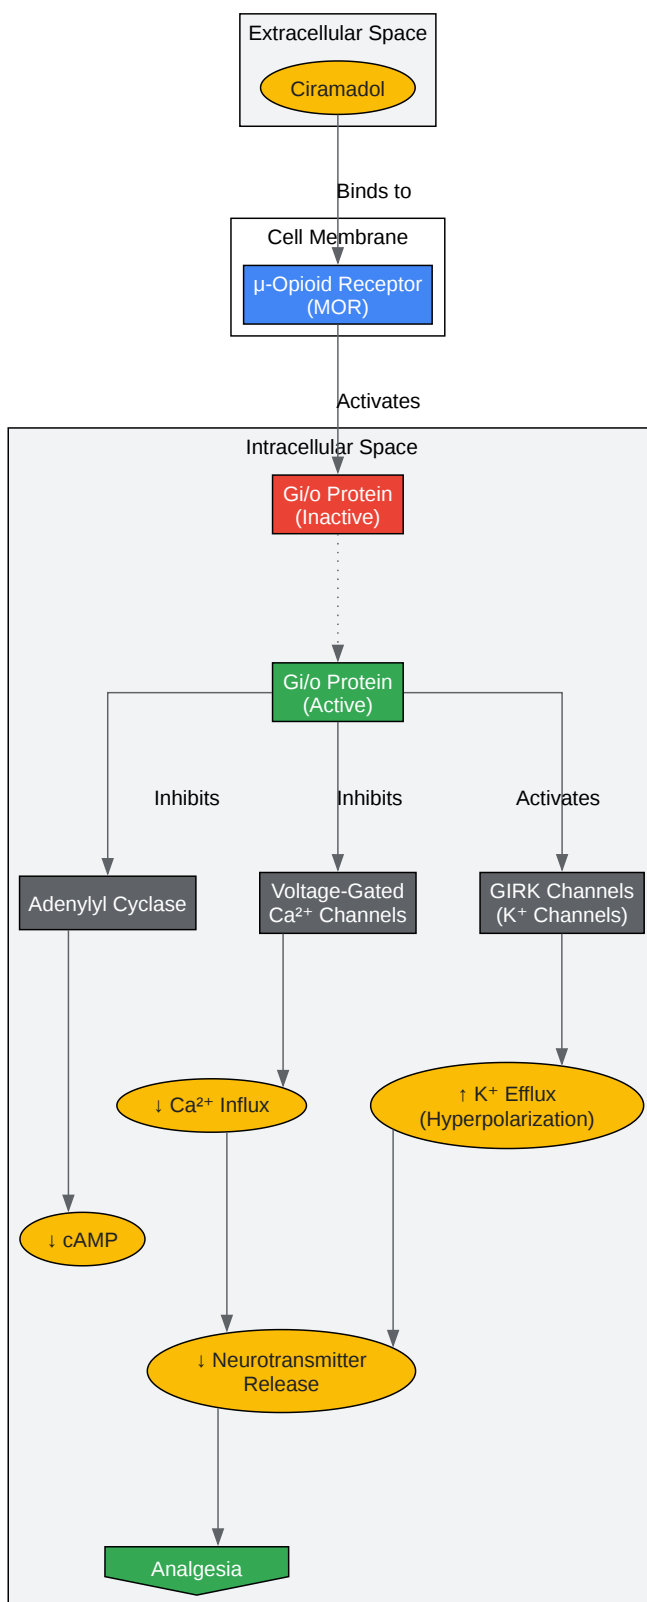 Extracellular Space
Ciramadol
Binds to
Cell Membrane
μ-Opioid Receptor
(MOR)
Activates
Intracellular Space
Gi/o Protein
(Inactive)
Gi/o Protein
(Active)
Inhibits
Inhibits
Activates
Adenylyl Cyclase
Voltage-Gated
Ca²⁺ Channels
GIRK Channels
(K⁺ Channels)
↓ Ca²⁺ Influx
↑ K⁺ Efflux
(Hyperpolarization)
↓ cAMP
↓ Neurotransmitter
Release
Analgesia